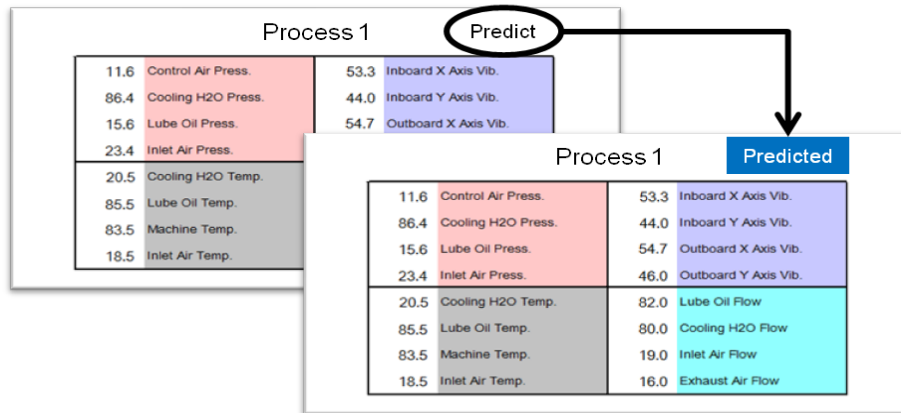 Process 1 Predict
11.6 Control Air Press. 53.3 Inboard X Axis Vib.
86.4 Cooling H2O Press. 44.0 Inboard Y Axis Vib.
15.6 Lube Oil Press. 54.7 Outboard X Axis Vib.
23.4 Inlet Air Press.
20.5 Cooling H2O Temp.
85.5 Lube Oil Temp.
83.5 Machine Temp.
18.5 Inlet Air Temp.
Process 1 Predicted
11.6 Control Air Press. 53.3 Inboard X Axis Vib.
86.4 Cooling H2O Press. 44.0 Inboard Y Axis Vib.
15.6 Lube Oil Press. 54.7 Outboard X Axis Vib.
23.4 Inlet Air Press. 46.0 Outboard Y Axis Vib.
20.5 Cooling H2O Temp. 82.0 Lube Oil Flow
85.5 Lube Oil Temp. 80.0 Cooling H2O Flow
83.5 Machine Temp. 19.0 Inlet Air Flow
18.5 Inlet Air Temp. 16.0 Exhaust Air Flow